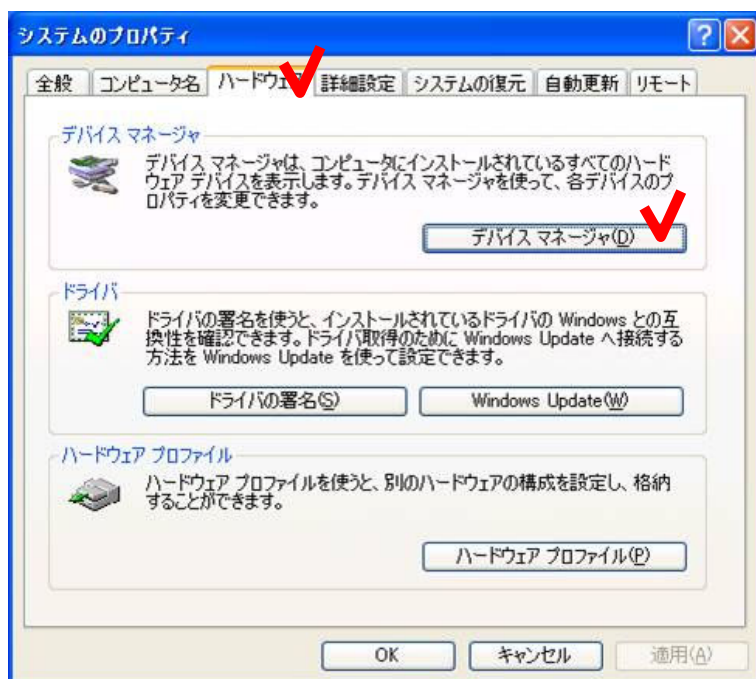 システムのプロパティ
全般 コンピュータ名 ハードウェア 詳細設定 システムの復元 自動更新 リモート
デバイス マネージャ
デバイス マネージャは、コンピュータにインストールされているすべてのハード
ウェア デバイスを表示します。デバイス マネージャを使って、各デバイスのプ
ロパティを変更できます。
デバイス マネージャ(D)
ドライバ
ドライバの署名を使うと、インストールされているドライバの Windows との互
換性を確認できます。ドライバ取得のために Windows Update へ接続する
方法を Windows Update を使って設定できます。
ドライバの署名(S) Windows Update(W)
ハードウェア プロファイル
ハードウェア プロファイルを使うと、別のハードウェアの構成を設定し、格納
することができます。
ハードウェア プロファイル(P)
OK キャンセル 適用(A)